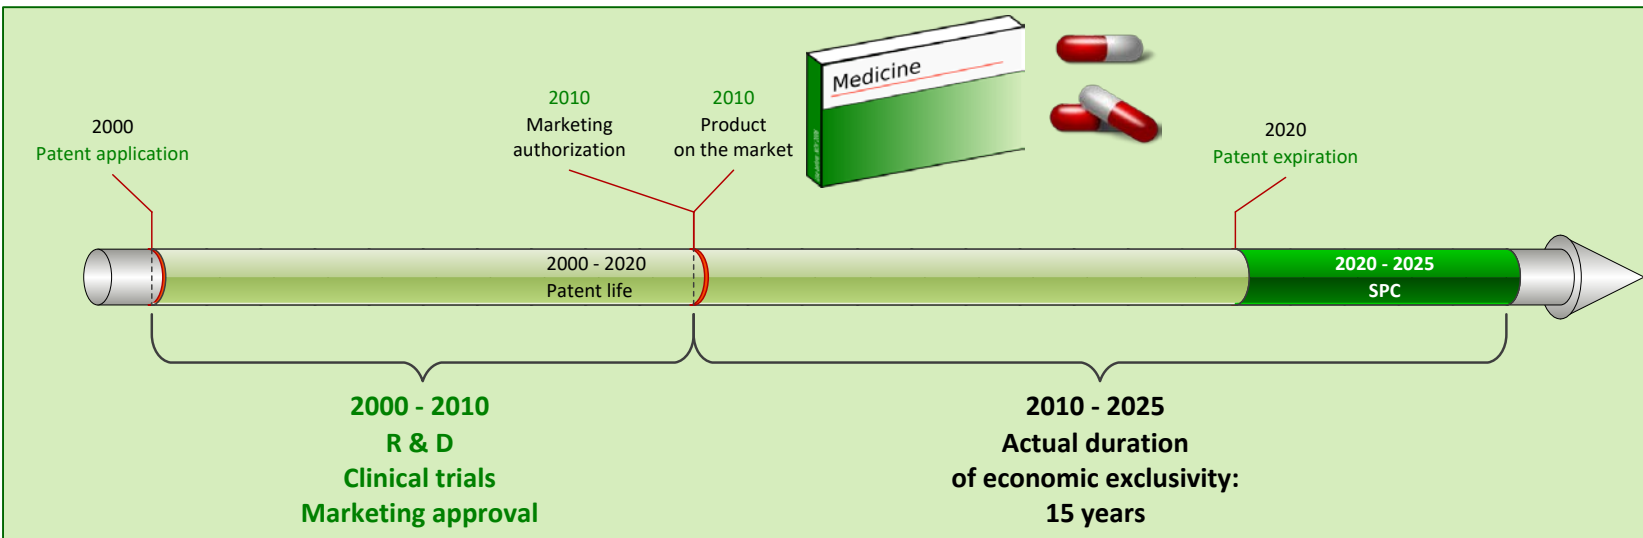 2000
Patent application
2010
Marketing
authorization
2010
Product
on the market
Medicine
2020
Patent expiration
2000 - 2020
Patent life
2020 - 2025
SPC
2000 - 2010
R & D
Clinical trials
Marketing approval
2010 - 2025
Actual duration
of economic exclusivity:
15 years